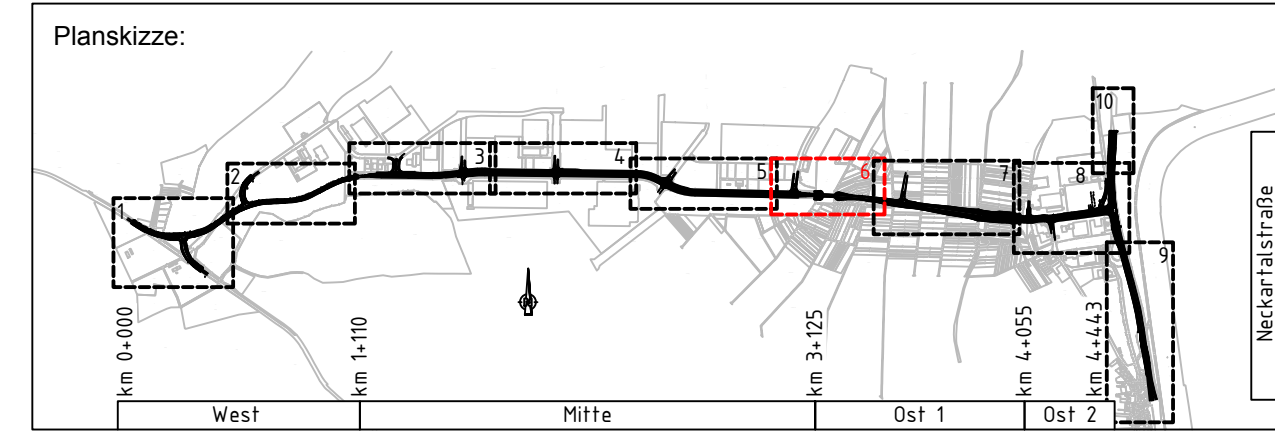 Planskizze:
10
1
2
3
4
5
6
7
8
9
km 0+000
km 1+110
km 3+125
km 4+055
km 4+443
Neckartalstraße
West
Mitte
Ost 1
Ost 2